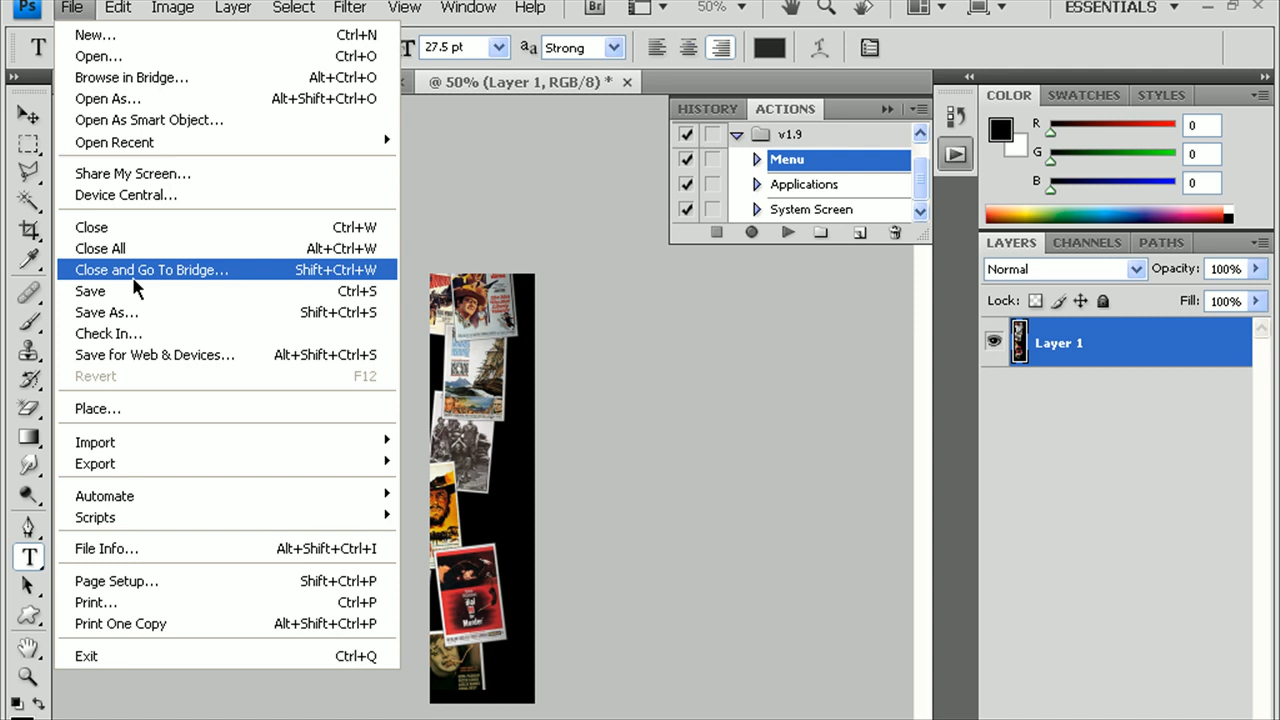 Ps File Edit Image Layer Select Filter View Window Help Br 50% ESSENTIALS
T T 27.5 pt aa Strong
@ 50% (Layer 1, RGB/8) *
New... Ctrl+N
Open... Ctrl+O
Browse in Bridge... Alt+Ctrl+O
Open As... Alt+Shift+Ctrl+O
Open As Smart Object...
Open Recent
Share My Screen...
Device Central...
Close Ctrl+W
Close All Alt+Ctrl+W
Close and Go To Bridge... Shift+Ctrl+W
Save Ctrl+S
Save As... Shift+Ctrl+S
Check In...
Save for Web & Devices... Alt+Shift+Ctrl+S
Revert F12
Place...
Import
Export
Automate
Scripts
File Info... Alt+Shift+Ctrl+I
Page Setup... Shift+Ctrl+P
Print... Ctrl+P
Print One Copy Alt+Shift+Ctrl+P
Exit Ctrl+Q
T
HISTORY ACTIONS
v1.9
Menu
Applications
System Screen
COLOR SWATCHES STYLES
R 0
G 0
B 0
LAYERS CHANNELS PATHS
Normal Opacity: 100%
Lock: Fill: 100%
Layer 1